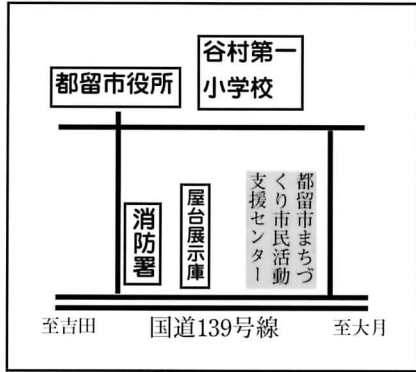 谷村第一
小学校
都留市役所
消防署
屋台展示庫
都留市まちづ
くり市民活動
支援センター
至吉田
国道139号線
至大月